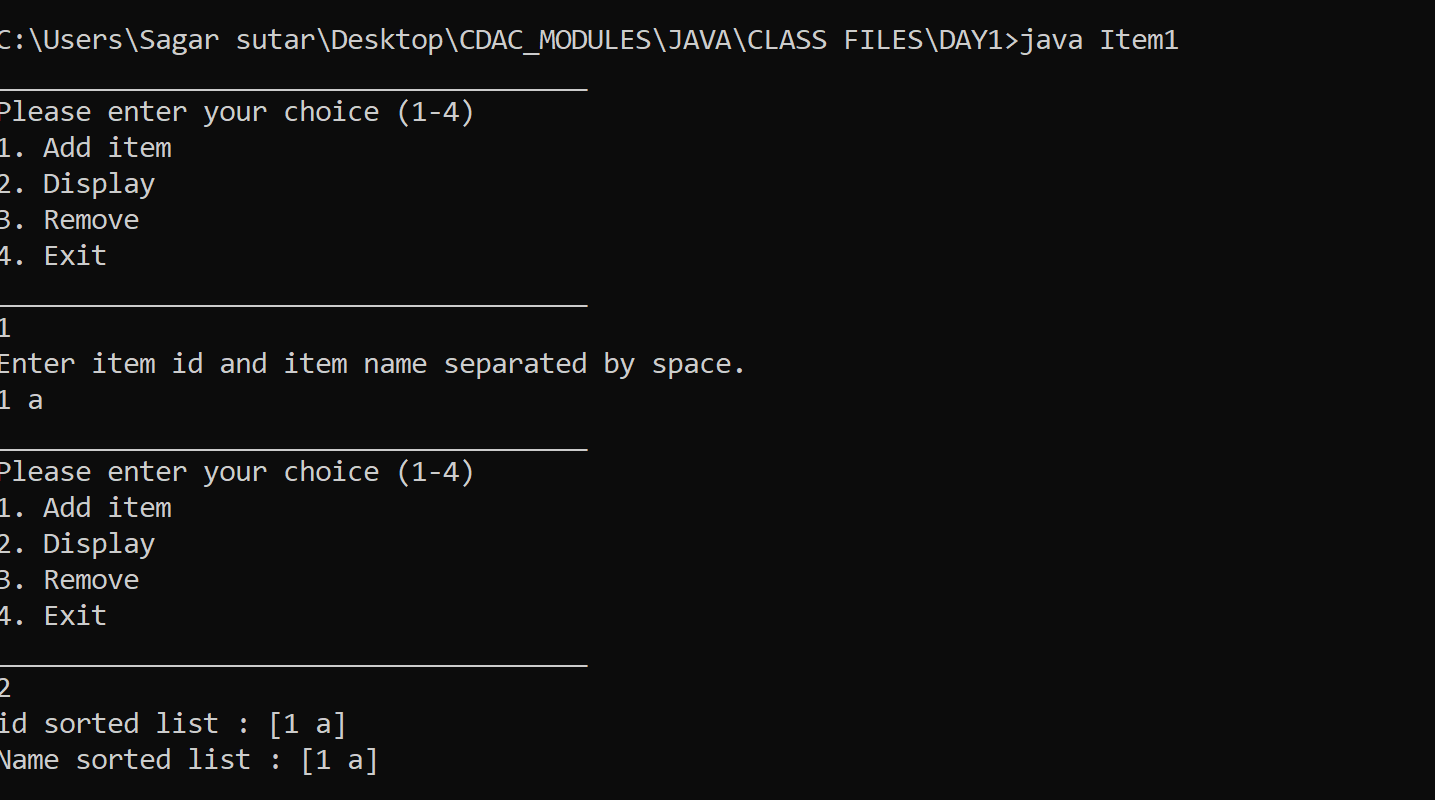 C:\Users\Sagar sutar\Desktop\CDAC_MODULES\JAVA\CLASS FILES\DAY1>java Item1
Please enter your choice (1-4)
1. Add item
2. Display
3. Remove
4. Exit
1
Enter item id and item name separated by space.
1 a
Please enter your choice (1-4)
1. Add item
2. Display
3. Remove
4. Exit
2
id sorted list : [1 a]
Name sorted list : [1 a]